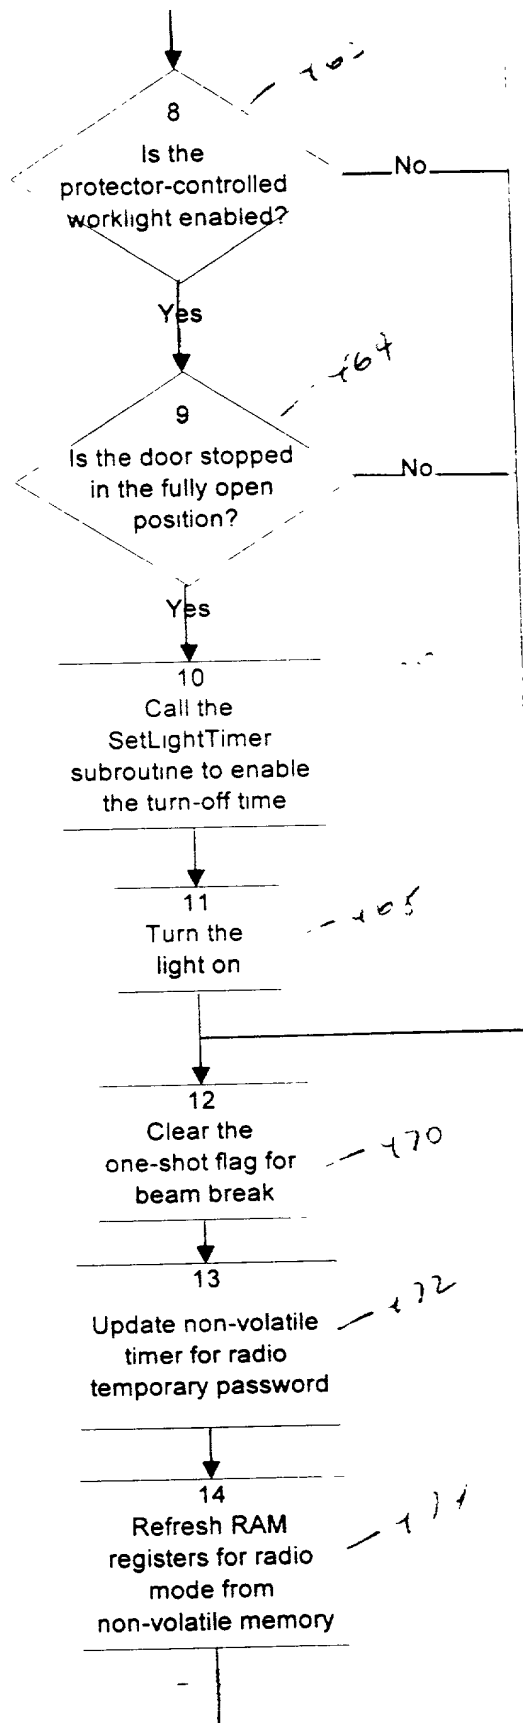 8
Is the
protector-controlled
worklight enabled?
No
Yes
464
9
Is the door stopped
in the fully open
position?
No
Yes
10
Call the
SetLightTimer
subroutine to enable
the turn-off time
11
Turn the
light on
465
12
Clear the
one-shot flag for
beam break
470
13
Update non-volatile
timer for radio
temporary password
472
14
Refresh RAM
registers for radio
mode from
non-volatile memory